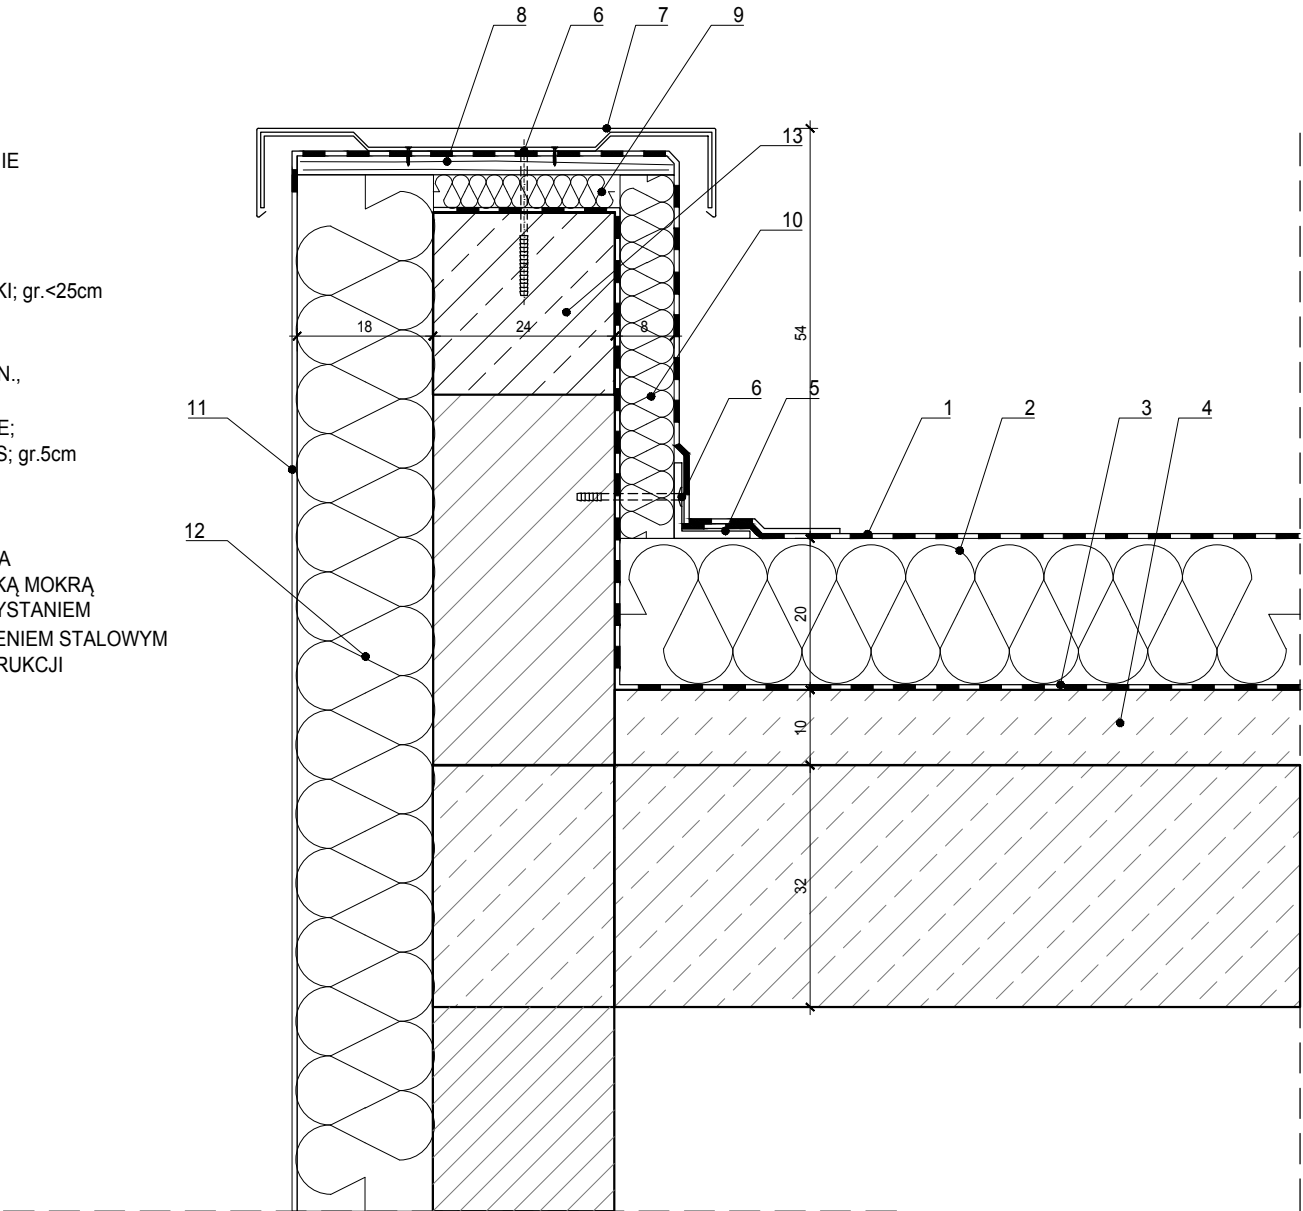 8 6 7 9
13
IE
10
KI; gr.<25cm
18 24 8
54
N.,
11
6 5 1 2 3 4
E;
S; gr.5cm
12
A
KĄ MOKRĄ
YSTANIEM
20
ENIEM STALOWYM
RUKCJI
10
32